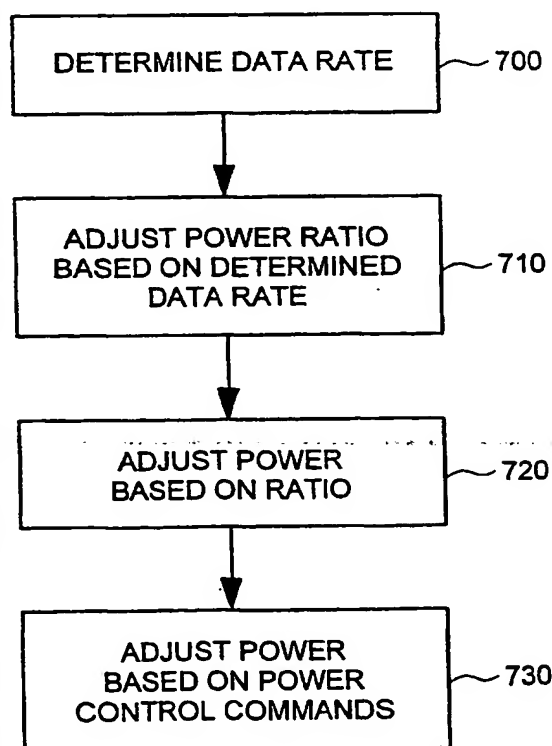 DETERMINE DATA RATE
700
ADJUST POWER RATIO
BASED ON DETERMINED
DATA RATE
710
ADJUST POWER
BASED ON RATIO
720
ADJUST POWER
BASED ON POWER
CONTROL COMMANDS
730